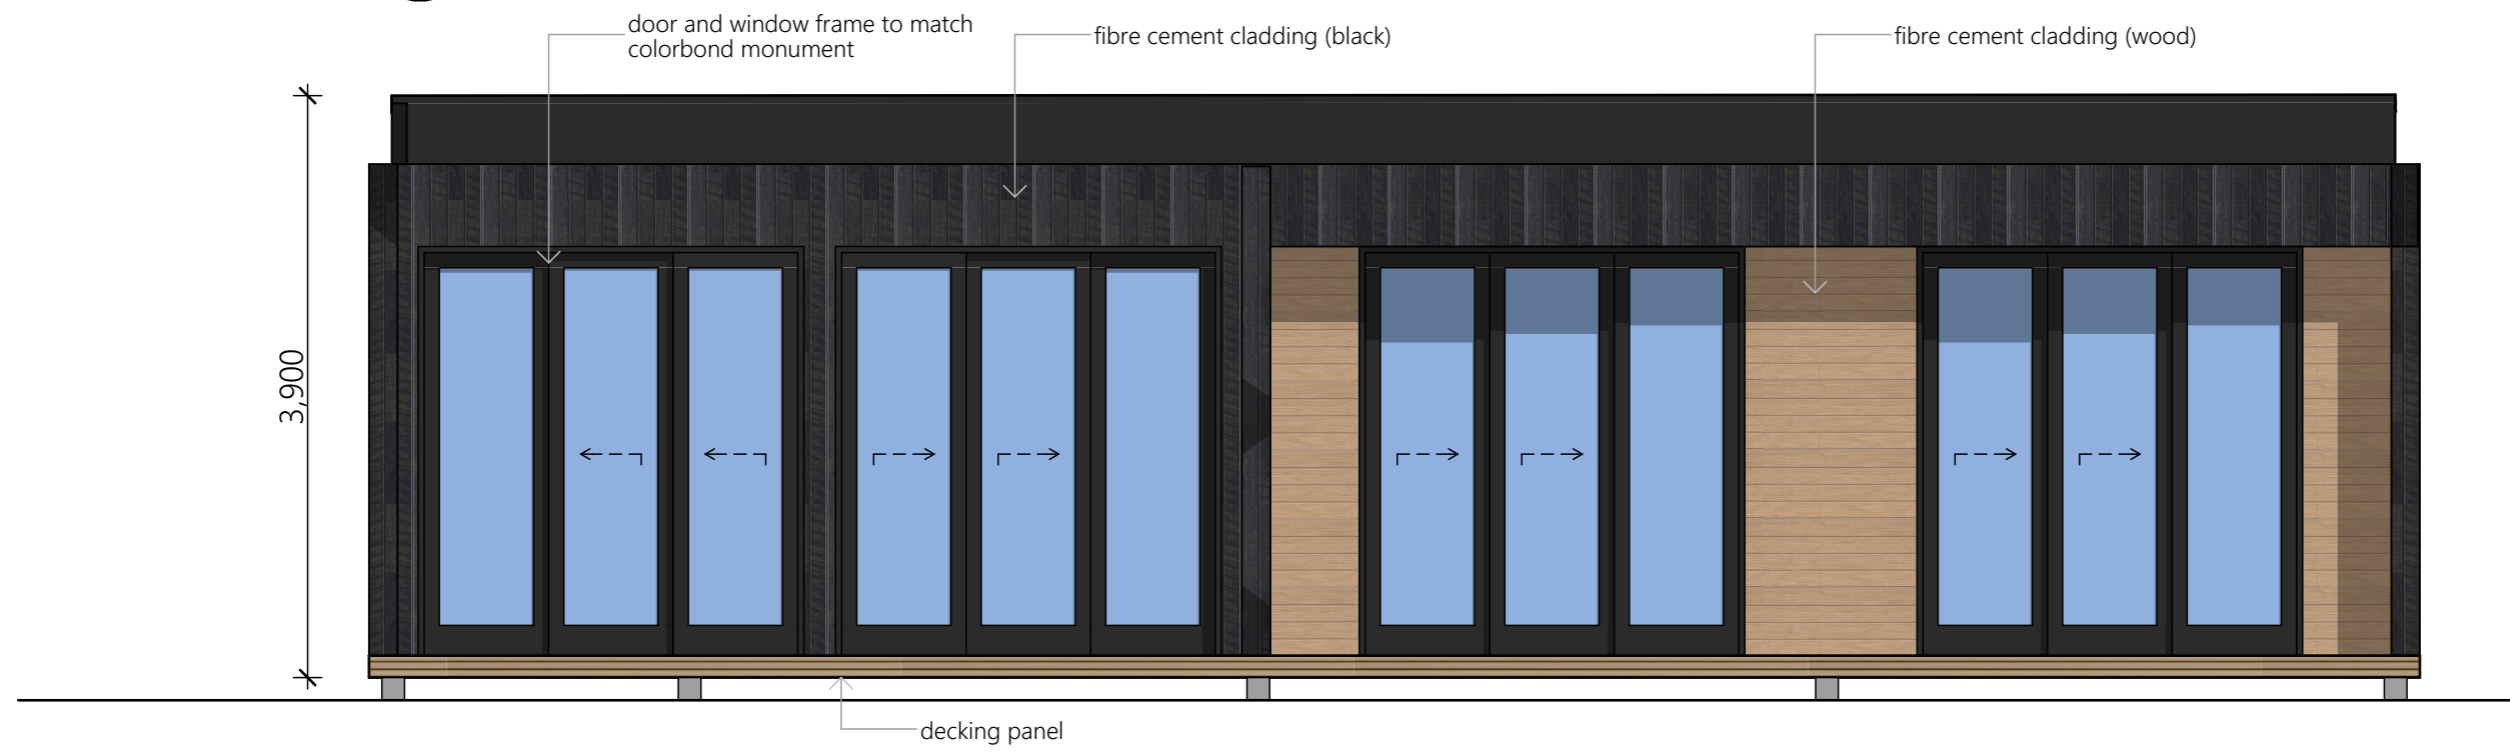 door and window frame to match
colorbond monument
fibre cement cladding (black)
fibre cement cladding (wood)
3,900
decking panel